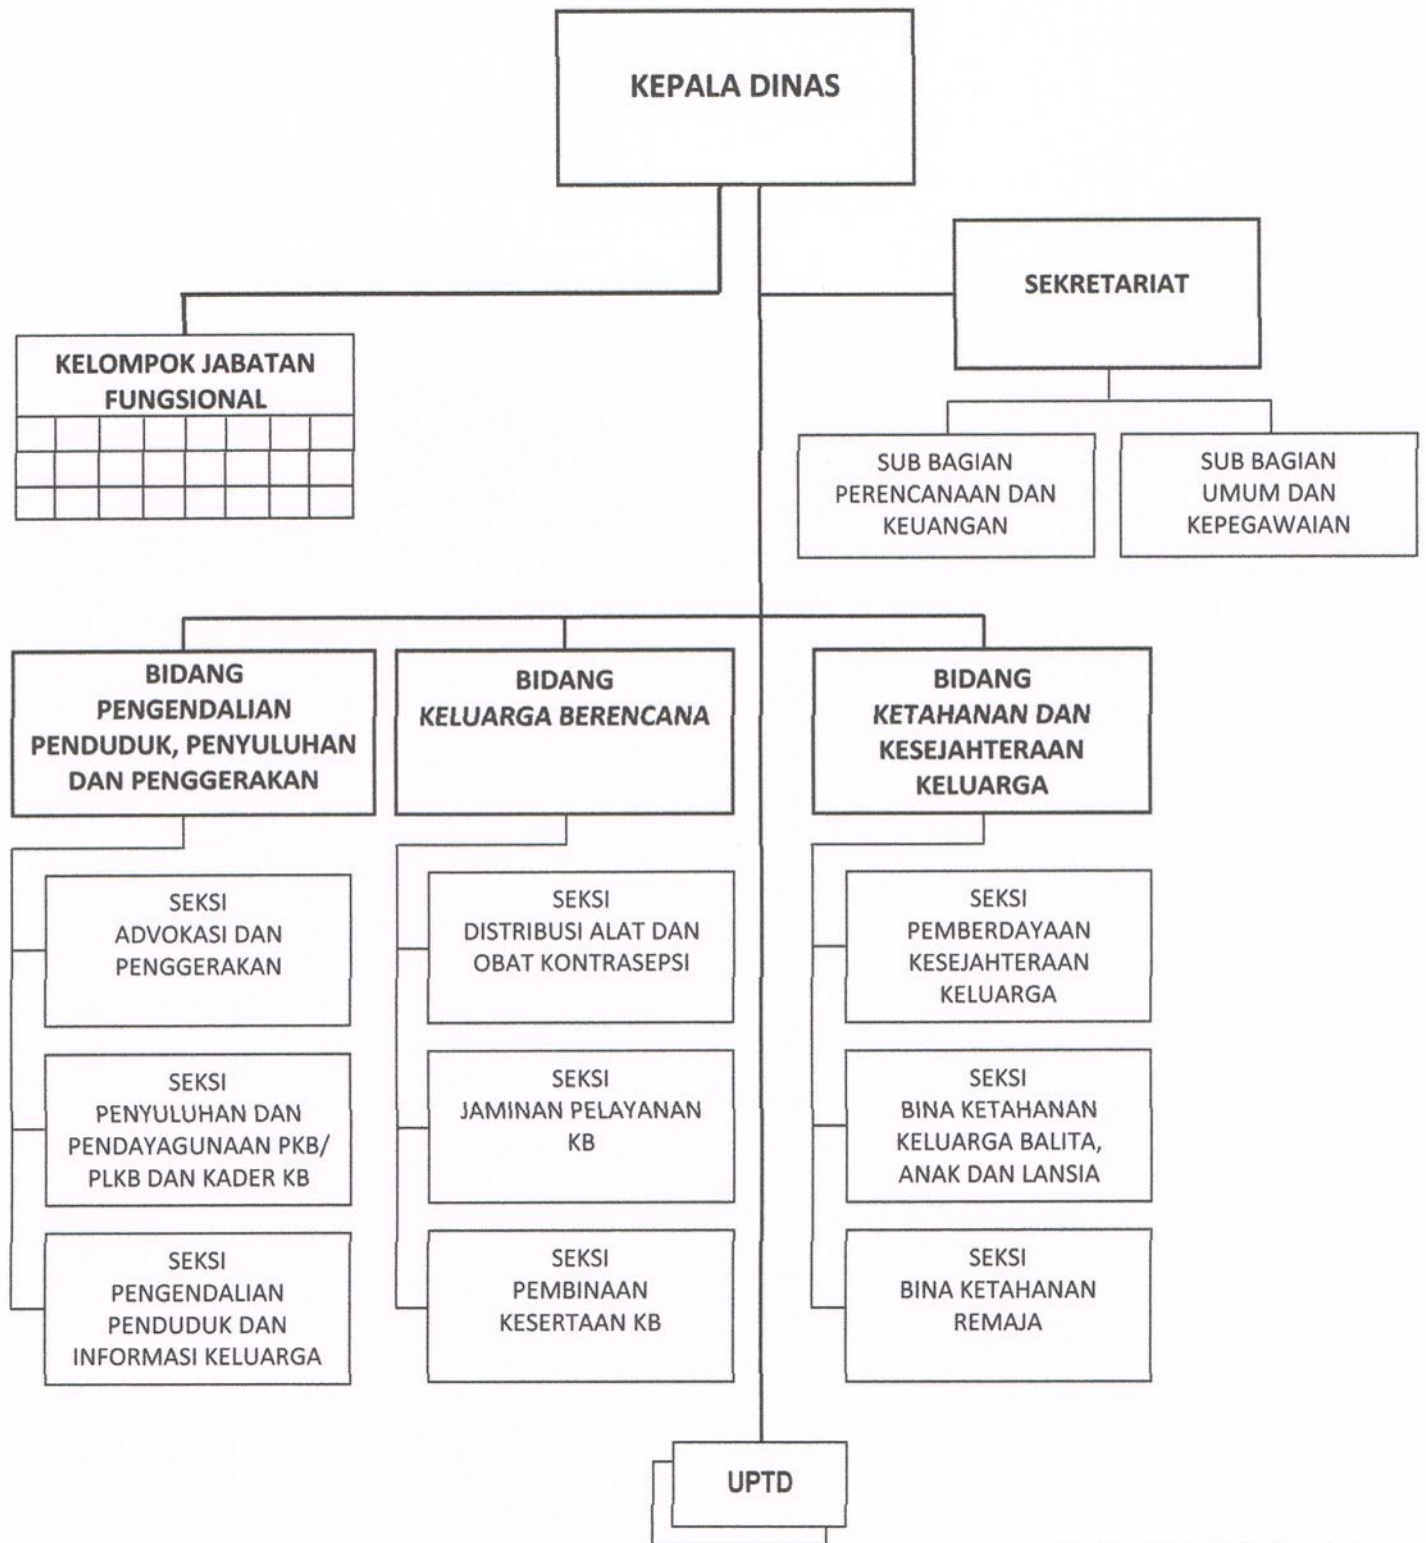 KEPALA DINAS
SEKRETARIAT
KELOMPOK JABATAN
FUNGSIONAL
SUB BAGIAN
PERENCANAAN DAN
KEUANGAN
SUB BAGIAN
UMUM DAN
KEPEGAWAIAN
BIDANG
PENGENDALIAN
PENDUDUK, PENYULUHAN
DAN PENGGERAKAN
BIDANG
KELUARGA BERENCANA
BIDANG
KETAHANAN DAN
KESEJAHTERAAN
KELUARGA
SEKSI
ADVOKASI DAN
PENGGERAKAN
SEKSI
DISTRIBUSI ALAT DAN
OBAT KONTRASEPSI
SEKSI
PEMBERDAYAAN
KESEJAHTERAAN
KELUARGA
SEKSI
PENYULUHAN DAN
PENDAYAGUNAAN PKB/
PLKB DAN KADER KB
SEKSI
JAMINAN PELAYANAN
KB
SEKSI
BINA KETAHANAN
KELUARGA BALITA,
ANAK DAN LANSIA
SEKSI
PENGENDALIAN
PENDUDUK DAN
INFORMASI KELUARGA
SEKSI
PEMBINAAN
KESERTAAN KB
SEKSI
BINA KETAHANAN
REMAJA
UPTD